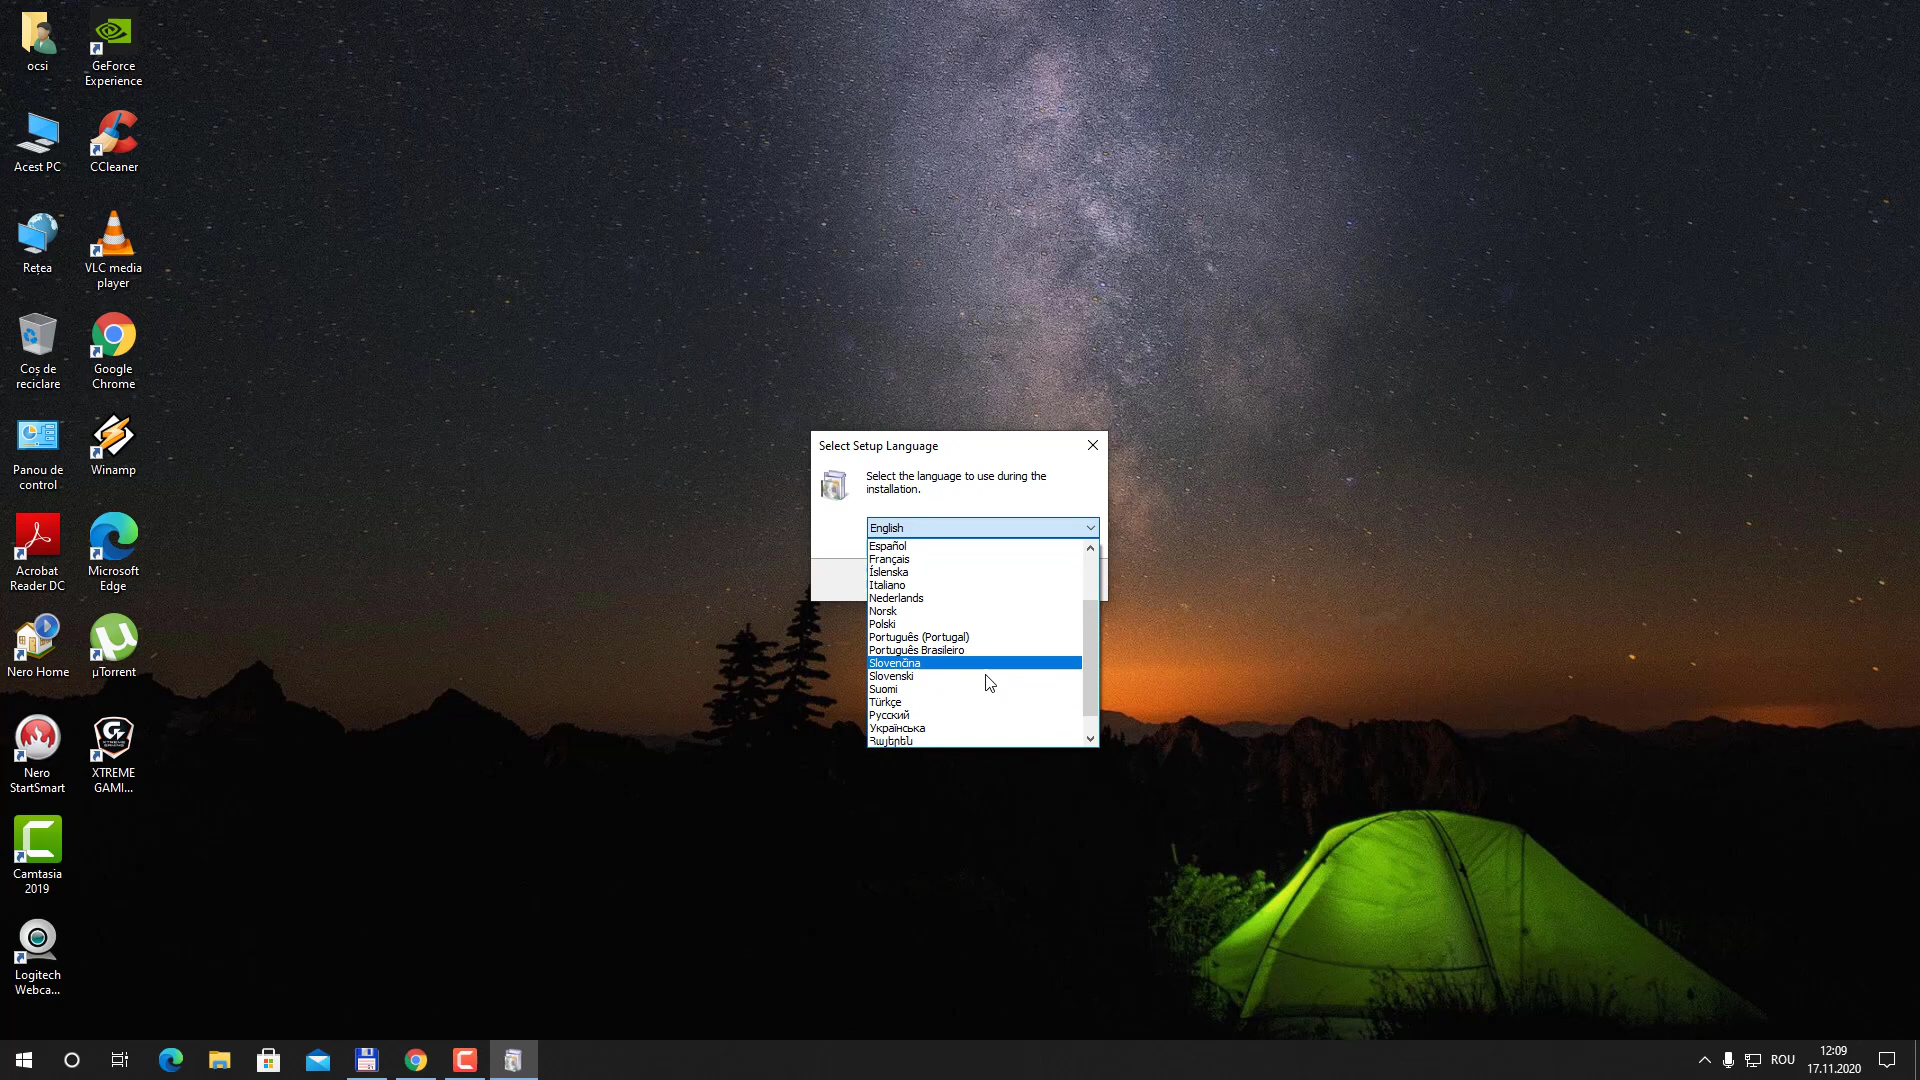 ocsi
GeForce
Experience
Acest PC
CCleaner
Rețea
VLC media
player
Coș de
reciclare
Google
Chrome
Panou de
control
Winamp
Acrobat
Reader DC
Microsoft
Edge
Nero Home
µTorrent
Nero
StartSmart
XTREME
GAMI...
Camtasia
2019
Logitech
Webca...
Select Setup Language
Select the language to use during the
installation.
English
Español
Français
Íslenska
Italiano
Nederlands
Norsk
Polski
Português (Portugal)
Português Brasileiro
Slovenčina
Slovenski
Suomi
Türkçe
Русский
Українська
Հայերեն
ROU
12:09
17.11.2020